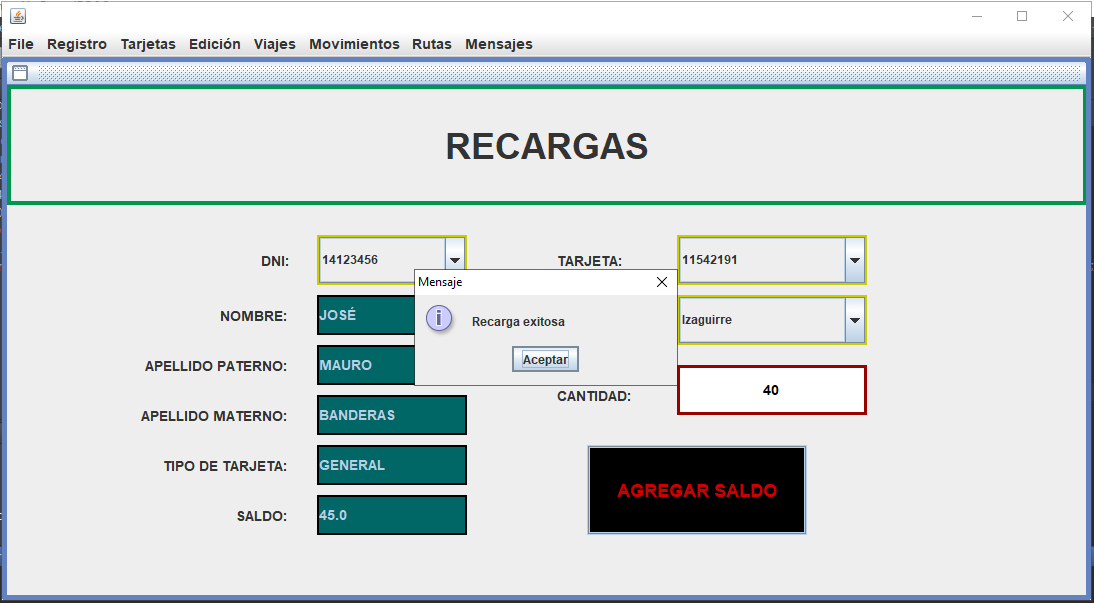 File Registro Tarjetas Edición Viajes Movimientos Rutas Mensajes
RECARGAS
DNI: 14123456
TARJETA: 11542191
Mensaje
Recarga exitosa
Aceptar
NOMBRE: JOSÉ
Izaguirre
APELLIDO PATERNO: MAURO
CANTIDAD: 40
APELLIDO MATERNO: BANDERAS
TIPO DE TARJETA: GENERAL
AGREGAR SALDO
SALDO: 45.0